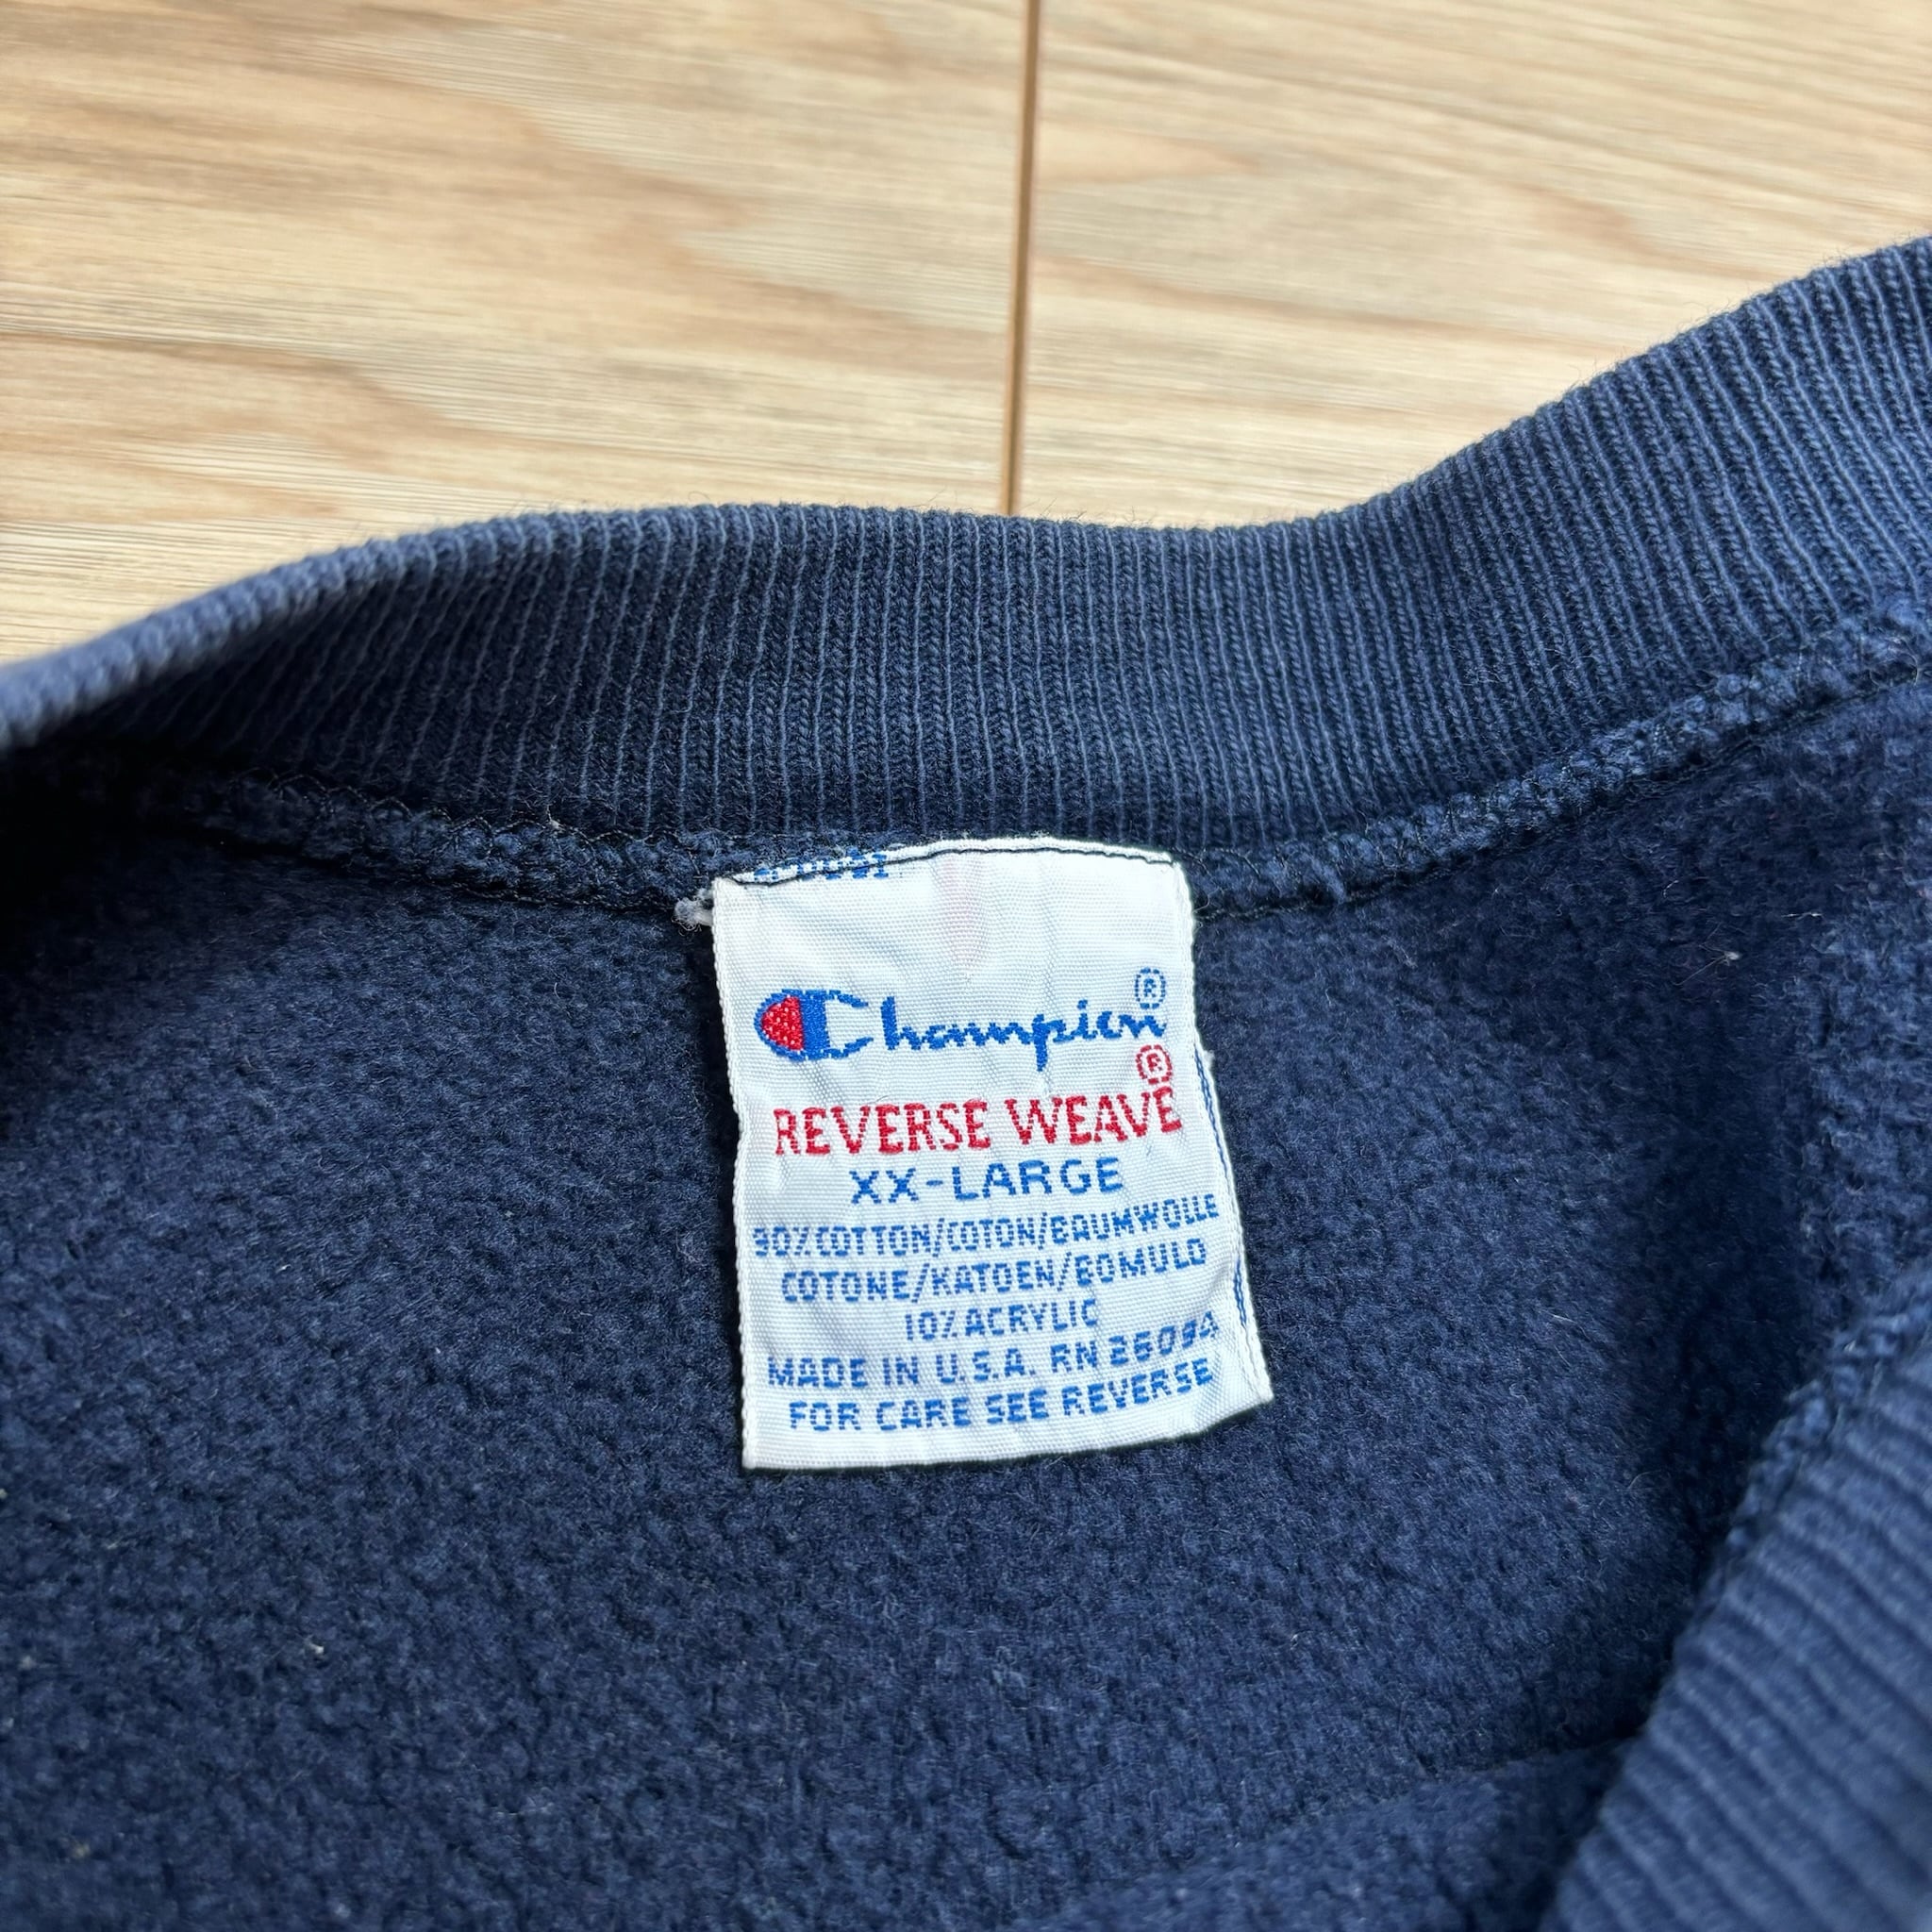 Champion®
REVERSE WEAVE®
XX-LARGE
90% COTTON/COTON/BAUMWOLLE
COTONE/KATOEN/BOMULD
10% ACRYLIC
MADE IN U.S.A. RN 26094
FOR CARE SEE REVERSE